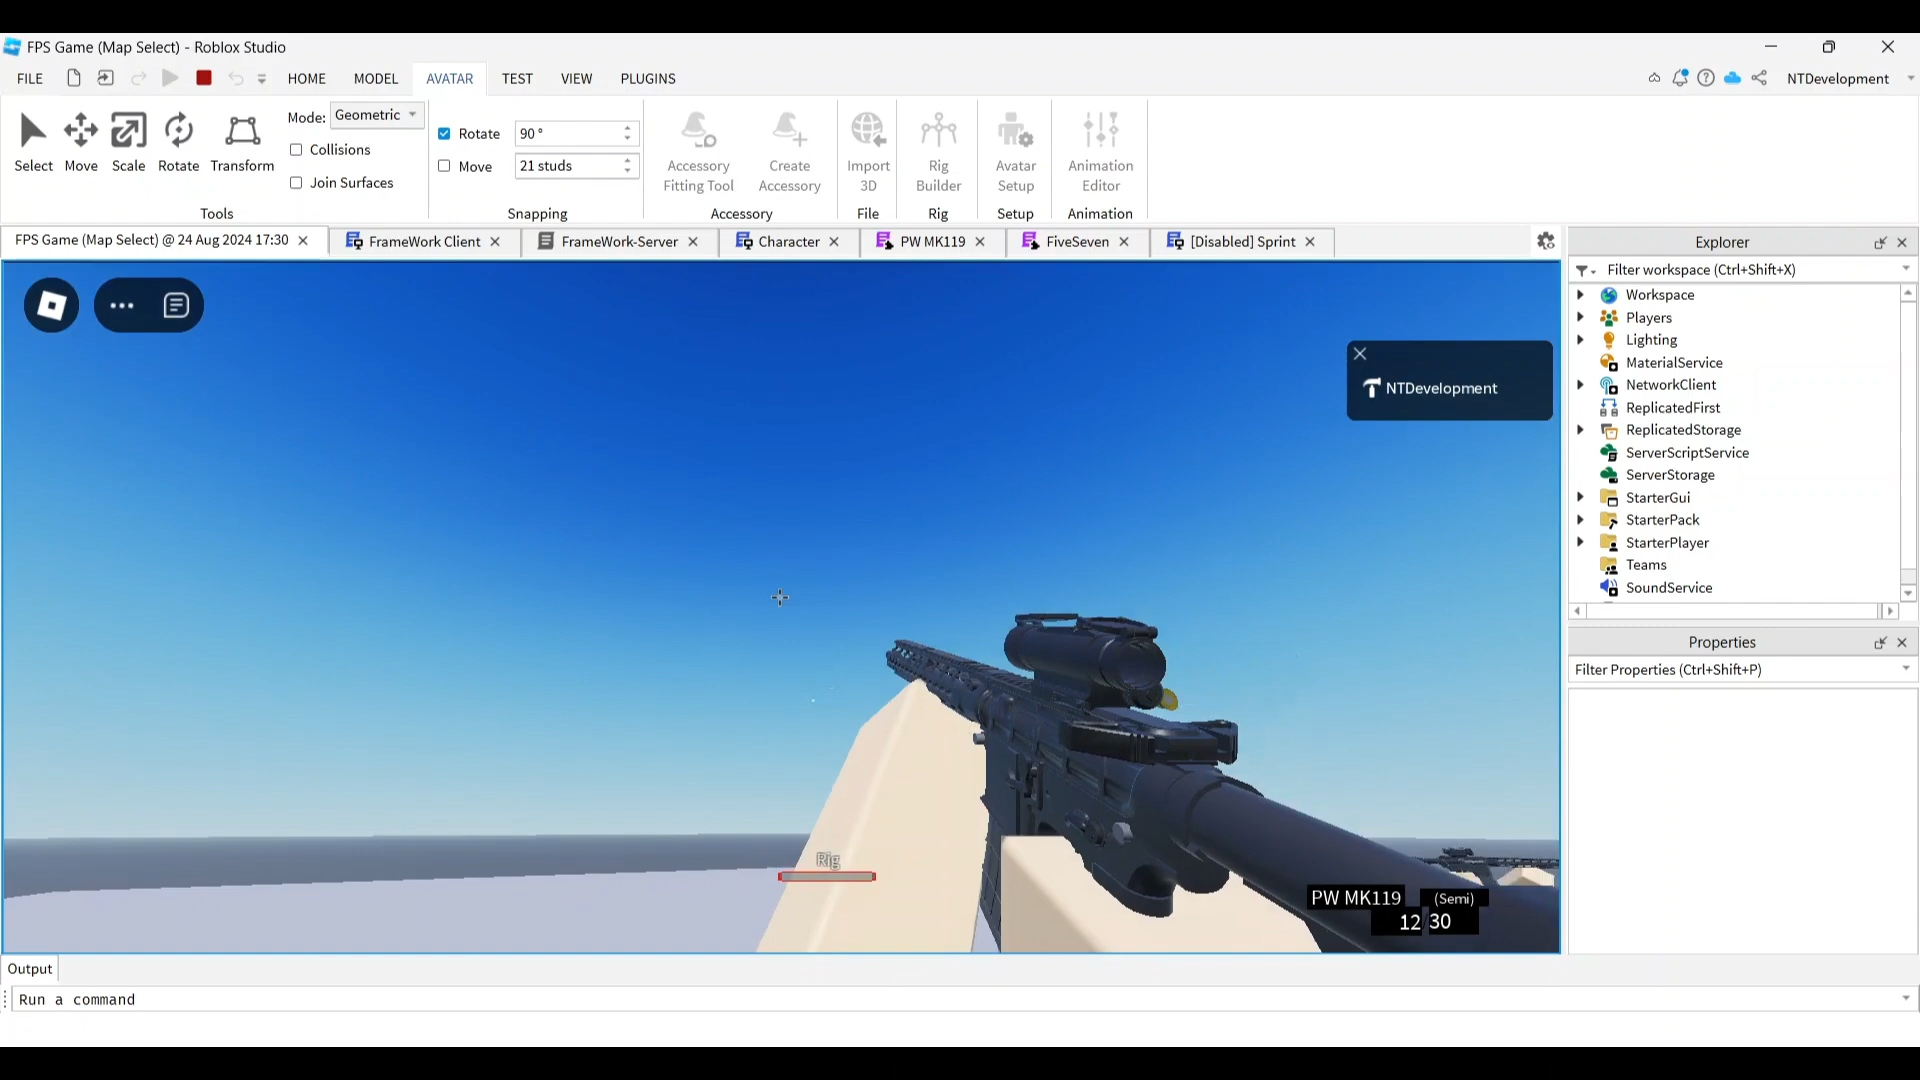 FPS Game (Map Select) - Roblox Studio
FILE HOME MODEL AVATAR TEST VIEW PLUGINS NTDevelopment
Select Move Scale Rotate Transform
Mode: Geometric
Collisions
Join Surfaces
Tools
Rotate 90 °
Move 21 studs
Snapping
Accessory Fitting Tool
Create Accessory
Accessory
Import 3D
File
Rig Builder
Rig
Avatar Setup
Setup
Animation Editor
Animation
FPS Game (Map Select) @ 24 Aug 2024 17:30
FrameWork Client
FrameWork-Server
Character
PW MK119
FiveSeven
[Disabled] Sprint
NTDevelopment
Rig
PW MK119 (Semi)
12 30
Explorer
Filter workspace (Ctrl+Shift+X)
Workspace
Players
Lighting
MaterialService
NetworkClient
ReplicatedFirst
ReplicatedStorage
ServerScriptService
ServerStorage
StarterGui
StarterPack
StarterPlayer
Teams
SoundService
Properties
Filter Properties (Ctrl+Shift+P)
Output
Run a command